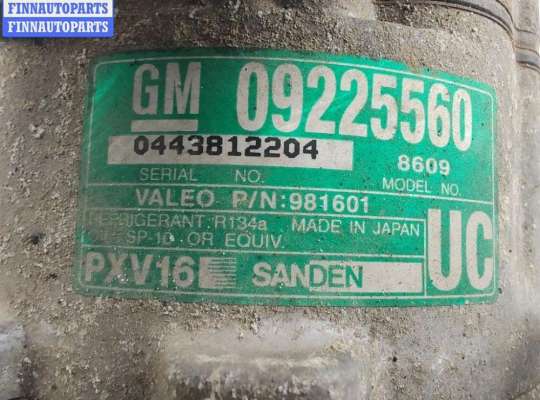 FINNAUTOPARTS
FINNAUTOPARTS
GM 09225560
0443812204 8609
SERIAL NO. MODEL NO.
VALEO P/N:981601
REFRIGERANT:R134a MADE IN JAPAN
SP-10 OR EQUIV. UC
PXV16 SANDEN